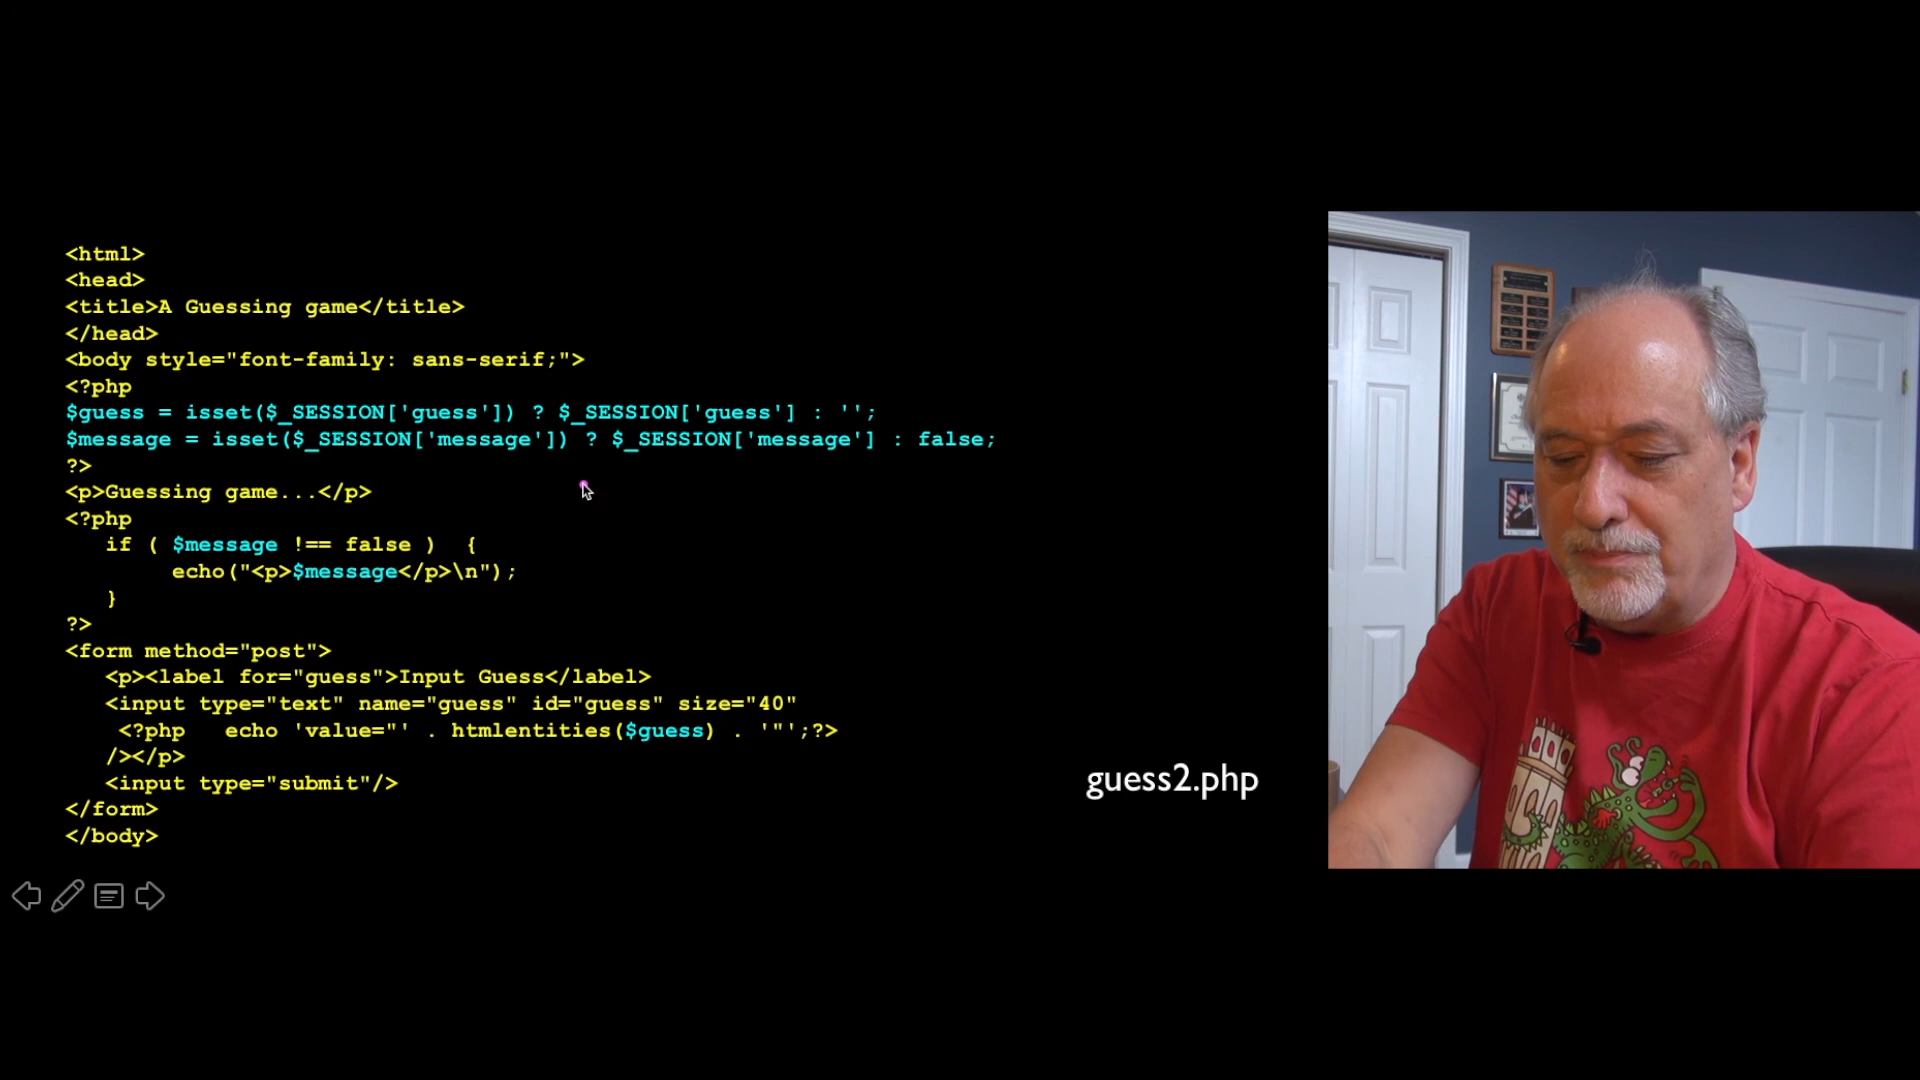 <html>
<head>
<title>A Guessing game</title>
</head>
<body style="font-family: sans-serif;">
<?php
$guess = isset($_SESSION['guess']) ? $_SESSION['guess'] : '';
$message = isset($_SESSION['message']) ? $_SESSION['message'] : false;
?>
<p>Guessing game...</p>
<?php
   if ( $message !== false )  {
        echo("<p>$message</p>\n");
   }
?>
<form method="post">
   <p><label for="guess">Input Guess</label>
   <input type="text" name="guess" id="guess" size="40"
    <?php   echo 'value="' . htmlentities($guess) . '"';?>
   /></p>
   <input type="submit"/>
</form>
</body>
guess2.php